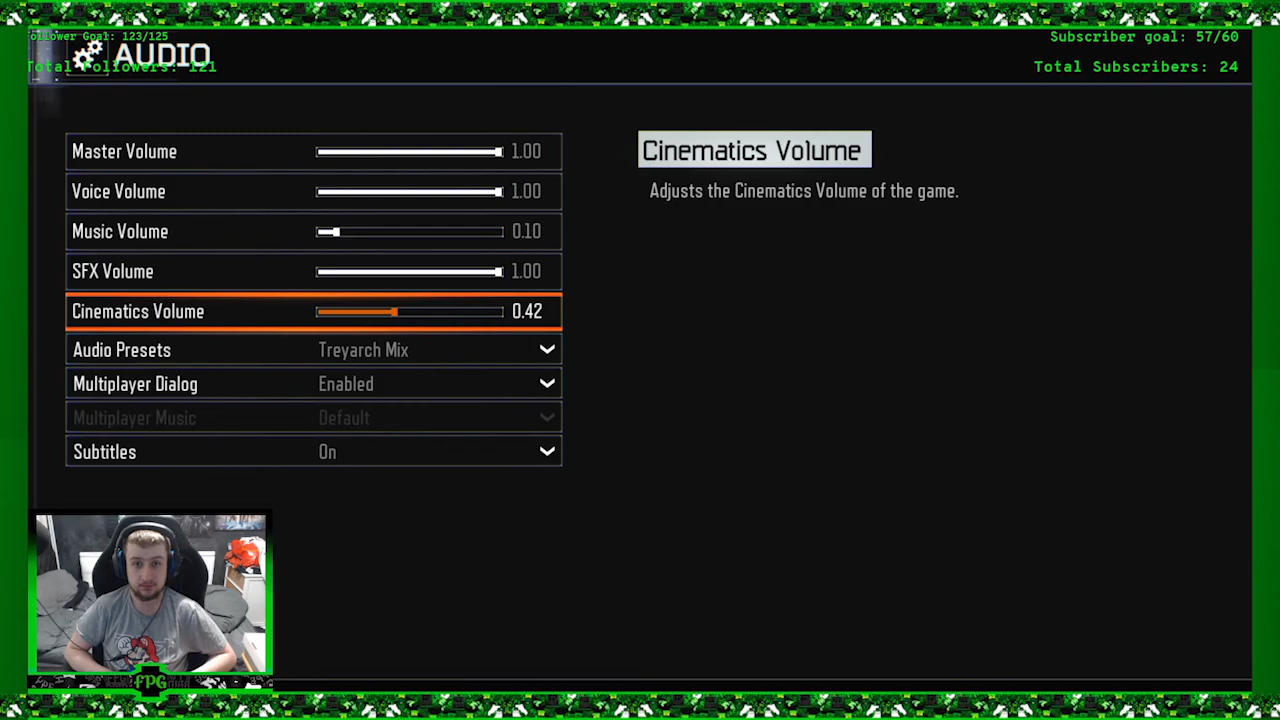 ollower Goal: 123/125
Subscriber goal: 57/60
AUDIO
Total Followers: 121
Total Subscribers: 24
Master Volume 1.00
Cinematics Volume
Voice Volume 1.00
Adjusts the Cinematics Volume of the game.
Music Volume 0.10
SFX Volume 1.00
Cinematics Volume 0.42
Audio Presets Treyarch Mix
Multiplayer Dialog Enabled
Multiplayer Music Default
Subtitles On
FPG